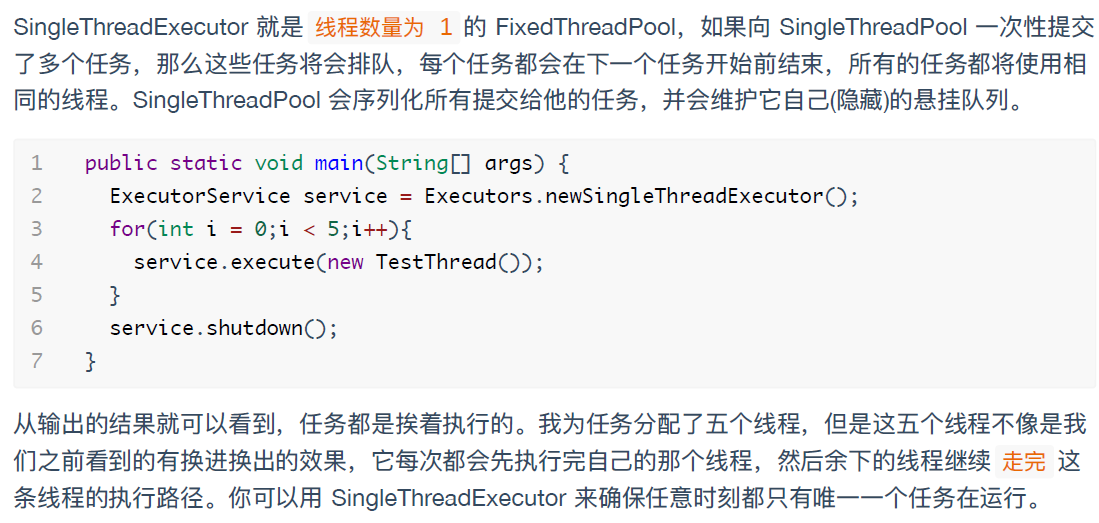 SingleThreadExecutor 就是 线程数量为 1 的 FixedThreadPool，如果向 SingleThreadPool 一次性提交
了多个任务，那么这些任务将会排队，每个任务都会在下一个任务开始前结束，所有的任务都将使用相
同的线程。SingleThreadPool 会序列化所有提交给他的任务，并会维护它自己(隐藏)的悬挂队列。
1 public static void main(String[] args) {
2 ExecutorService service = Executors.newSingleThreadExecutor();
3 for(int i = 0;i < 5;i++){
4 service.execute(new TestThread());
5 }
6 service.shutdown();
7 }
从输出的结果就可以看到，任务都是挨着执行的。我为任务分配了五个线程，但是这五个线程不像是我
们之前看到的有换进换出的效果，它每次都会先执行完自己的那个线程，然后余下的线程继续 走完 这
条线程的执行路径。你可以用 SingleThreadExecutor 来确保任意时刻都只有唯一一个任务在运行。